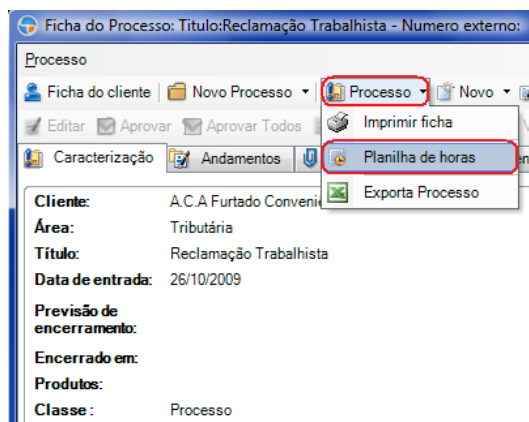 Ficha do Processo: Titulo:Reclamação Trabalhista - Numero externo:
Processo
Ficha do cliente Novo Processo Processo Novo
Editar Aprovar Aprovar Todos
Imprimir ficha
Caracterização Andamentos
Planilha de horas
Exporta Processo
Cliente: A.C.A Furtado Conveniê
Área: Tributária
Título: Reclamação Trabalhista
Data de entrada: 26/10/2009
Previsão de
encerramento:
Encerrado em:
Produtos:
Classe : Processo